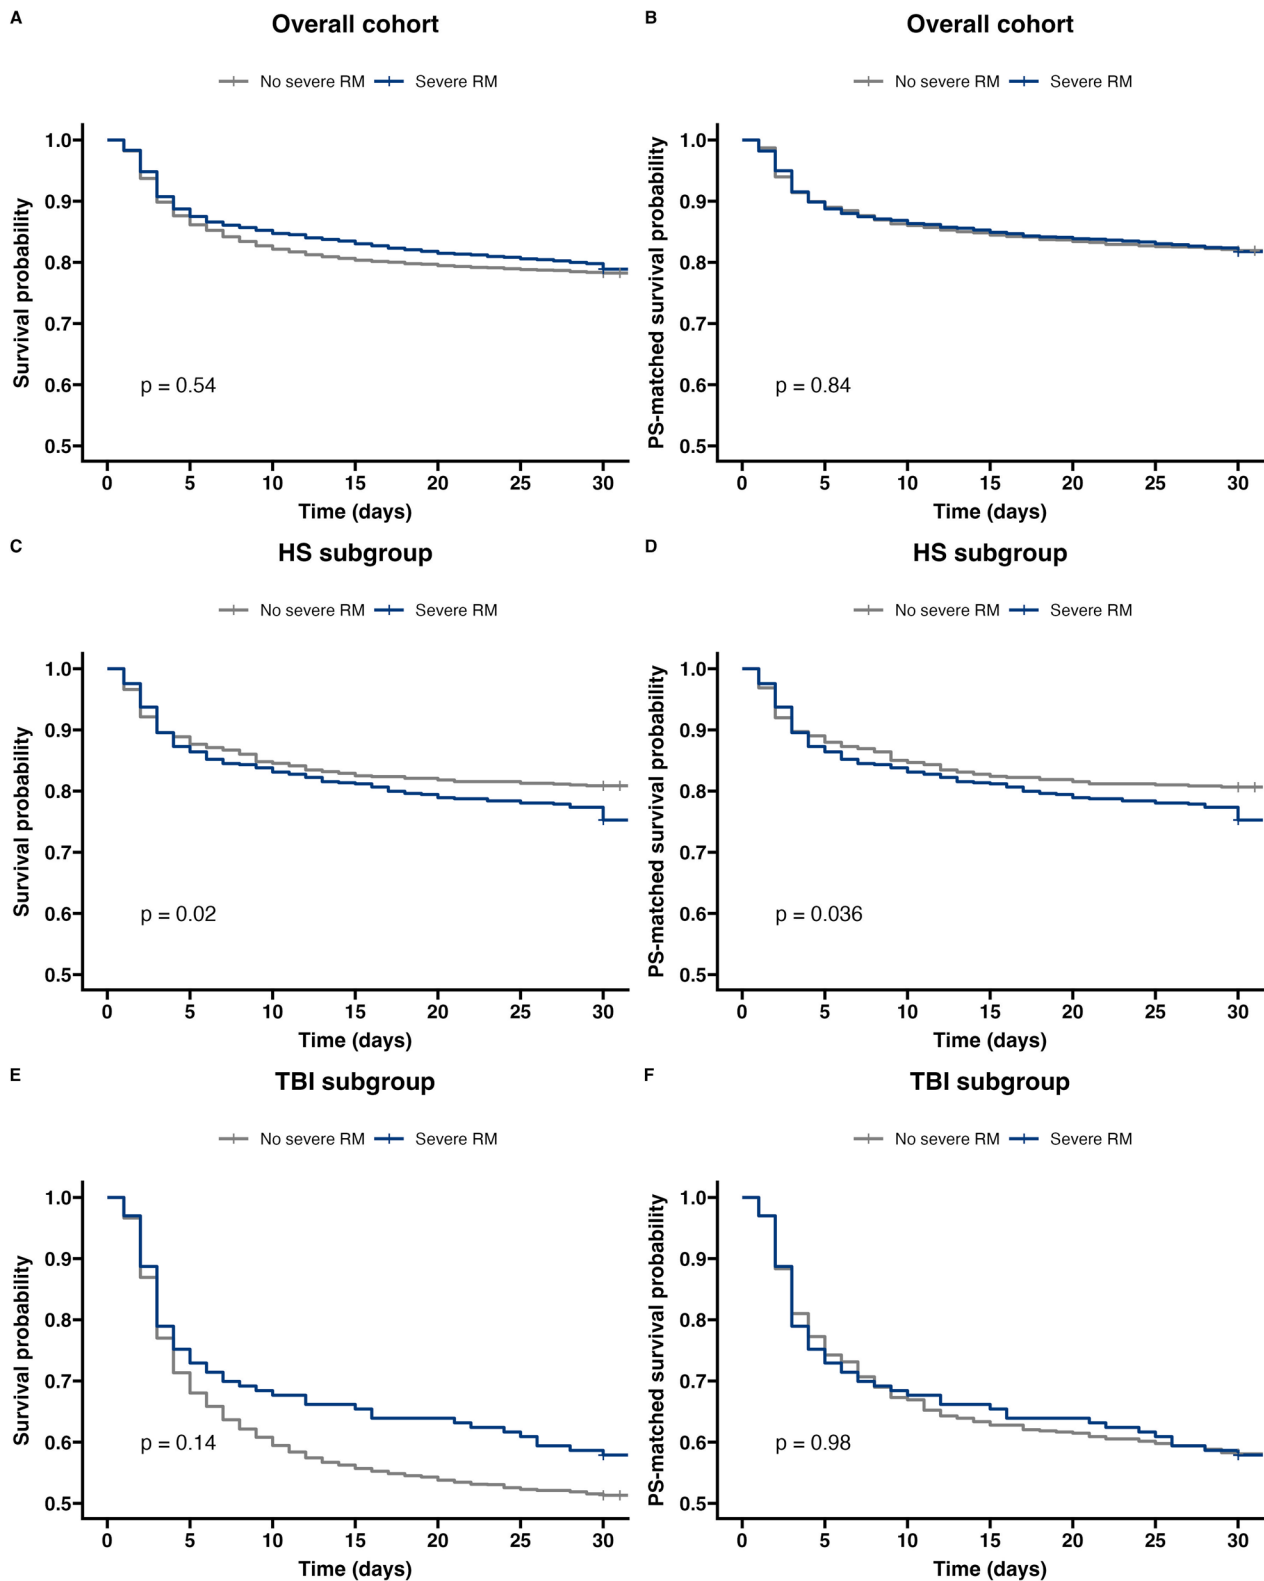 A
Overall cohort
No severe RM Severe RM
Survival probability
1.0
0.9
0.8
0.7
0.6
0.5
p = 0.54
0 5 10 15 20 25 30
Time (days)
B
Overall cohort
No severe RM Severe RM
PS-matched survival probability
1.0
0.9
0.8
0.7
0.6
0.5
p = 0.84
0 5 10 15 20 25 30
Time (days)
C
HS subgroup
No severe RM Severe RM
Survival probability
1.0
0.9
0.8
0.7
0.6
0.5
p = 0.02
0 5 10 15 20 25 30
Time (days)
D
HS subgroup
No severe RM Severe RM
PS-matched survival probability
1.0
0.9
0.8
0.7
0.6
0.5
p = 0.036
0 5 10 15 20 25 30
Time (days)
E
TBI subgroup
No severe RM Severe RM
Survival probability
1.0
0.9
0.8
0.7
0.6
0.5
p = 0.14
0 5 10 15 20 25 30
Time (days)
F
TBI subgroup
No severe RM Severe RM
PS-matched survival probability
1.0
0.9
0.8
0.7
0.6
0.5
p = 0.98
0 5 10 15 20 25 30
Time (days)